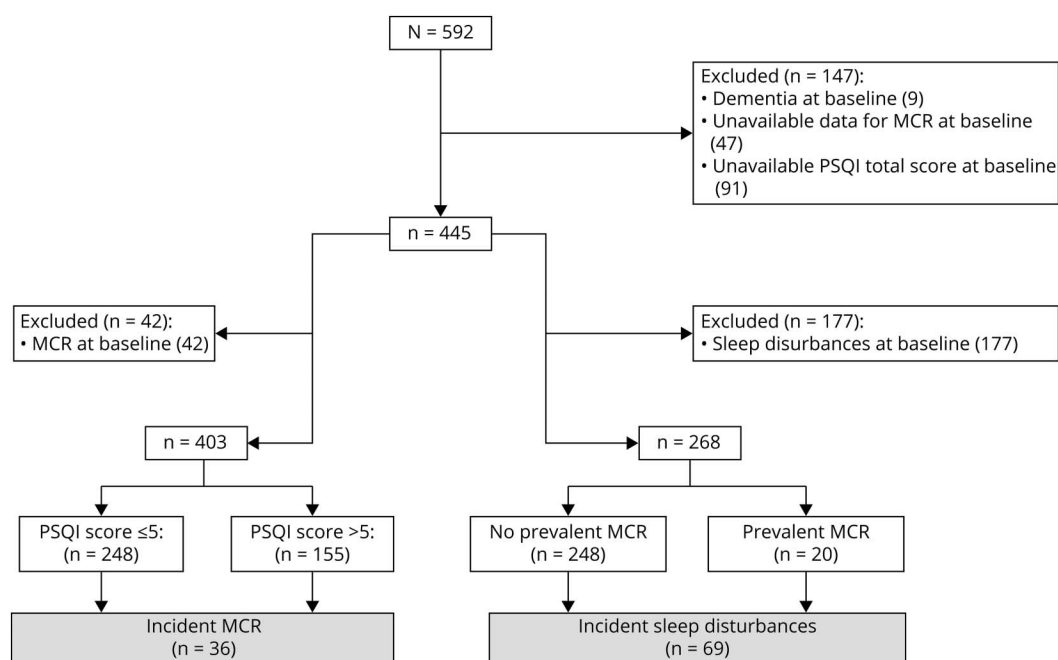 N = 592
Excluded (n = 147):
• Dementia at baseline (9)
• Unavailable data for MCR at baseline
(47)
• Unavailable PSQI total score at baseline
(91)
n = 445
Excluded (n = 42):
• MCR at baseline (42)
Excluded (n = 177):
• Sleep disurbances at baseline (177)
n = 403
n = 268
PSQI score ≤5:
(n = 248)
PSQI score >5:
(n = 155)
No prevalent MCR
(n = 248)
Prevalent MCR
(n = 20)
Incident MCR
(n = 36)
Incident sleep disturbances
(n = 69)